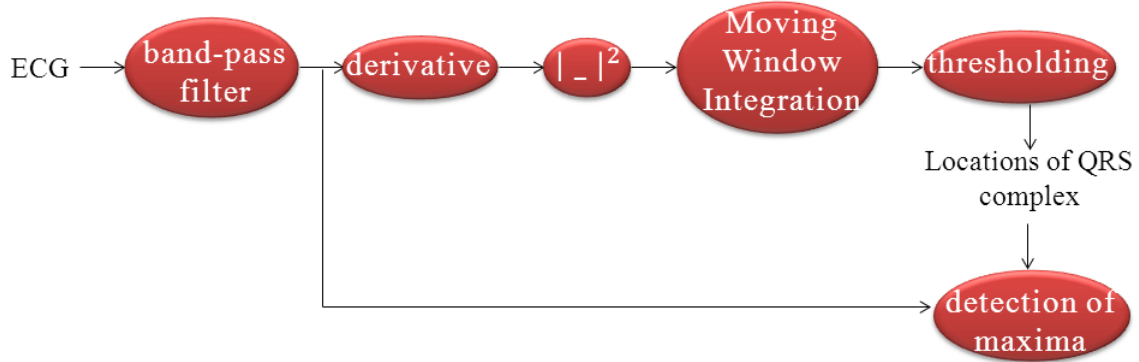 ECG
band-pass
filter
derivative
| _ |²
Moving
Window
Integration
thresholding
Locations of QRS
complex
detection of
maxima